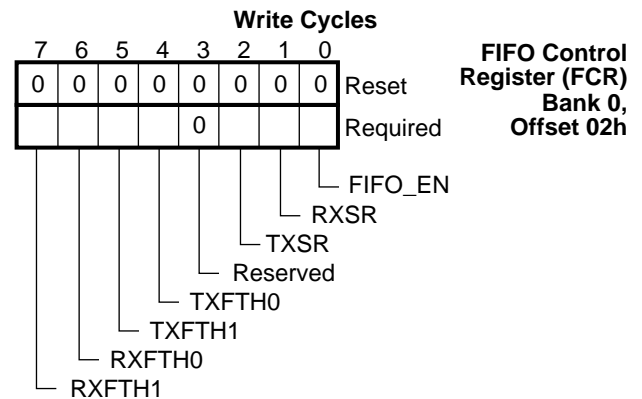 Write Cycles
7 6 5 4 3 2 1 0
FIFO Control
Register (FCR)
Bank 0,
Offset 02h
0 0 0 0 0 0 0 0 Reset
0 Required
FIFO_EN
RXSR
TXSR
Reserved
TXFTH0
TXFTH1
RXFTH0
RXFTH1